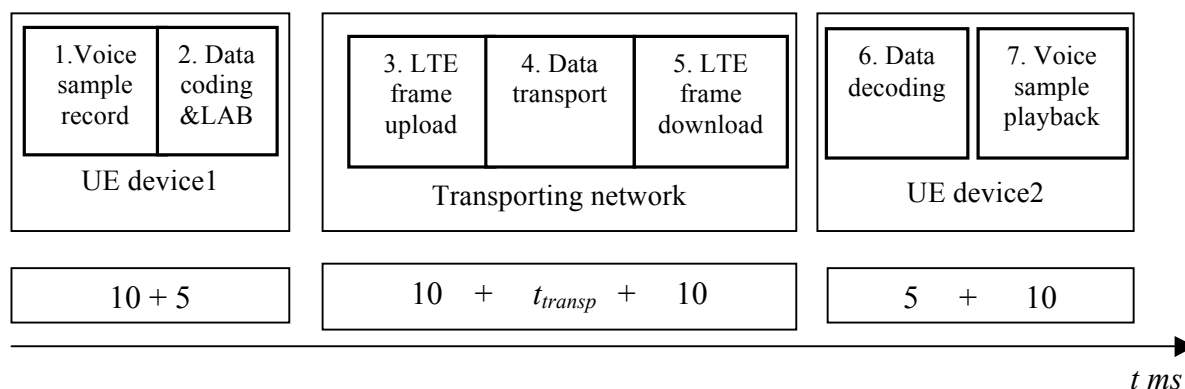 1.Voice
sample
record
2. Data
coding
&LAB
UE device1
3. LTE
frame
upload
4. Data
transport
5. LTE
frame
download
Transporting network
6. Data
decoding
7. Voice
sample
playback
UE device2
10 + 5
10 + t_transp + 10
5 + 10
t ms